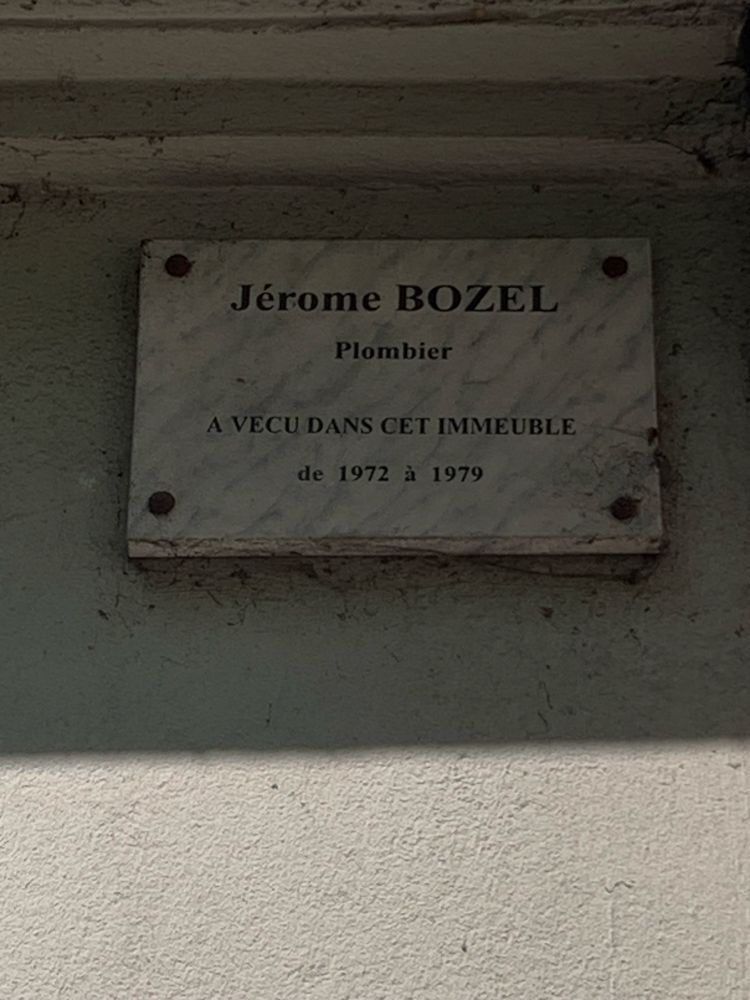 Jérome BOZEL
Plombier
A VECU DANS CET IMMEUBLE
de 1972 à 1979